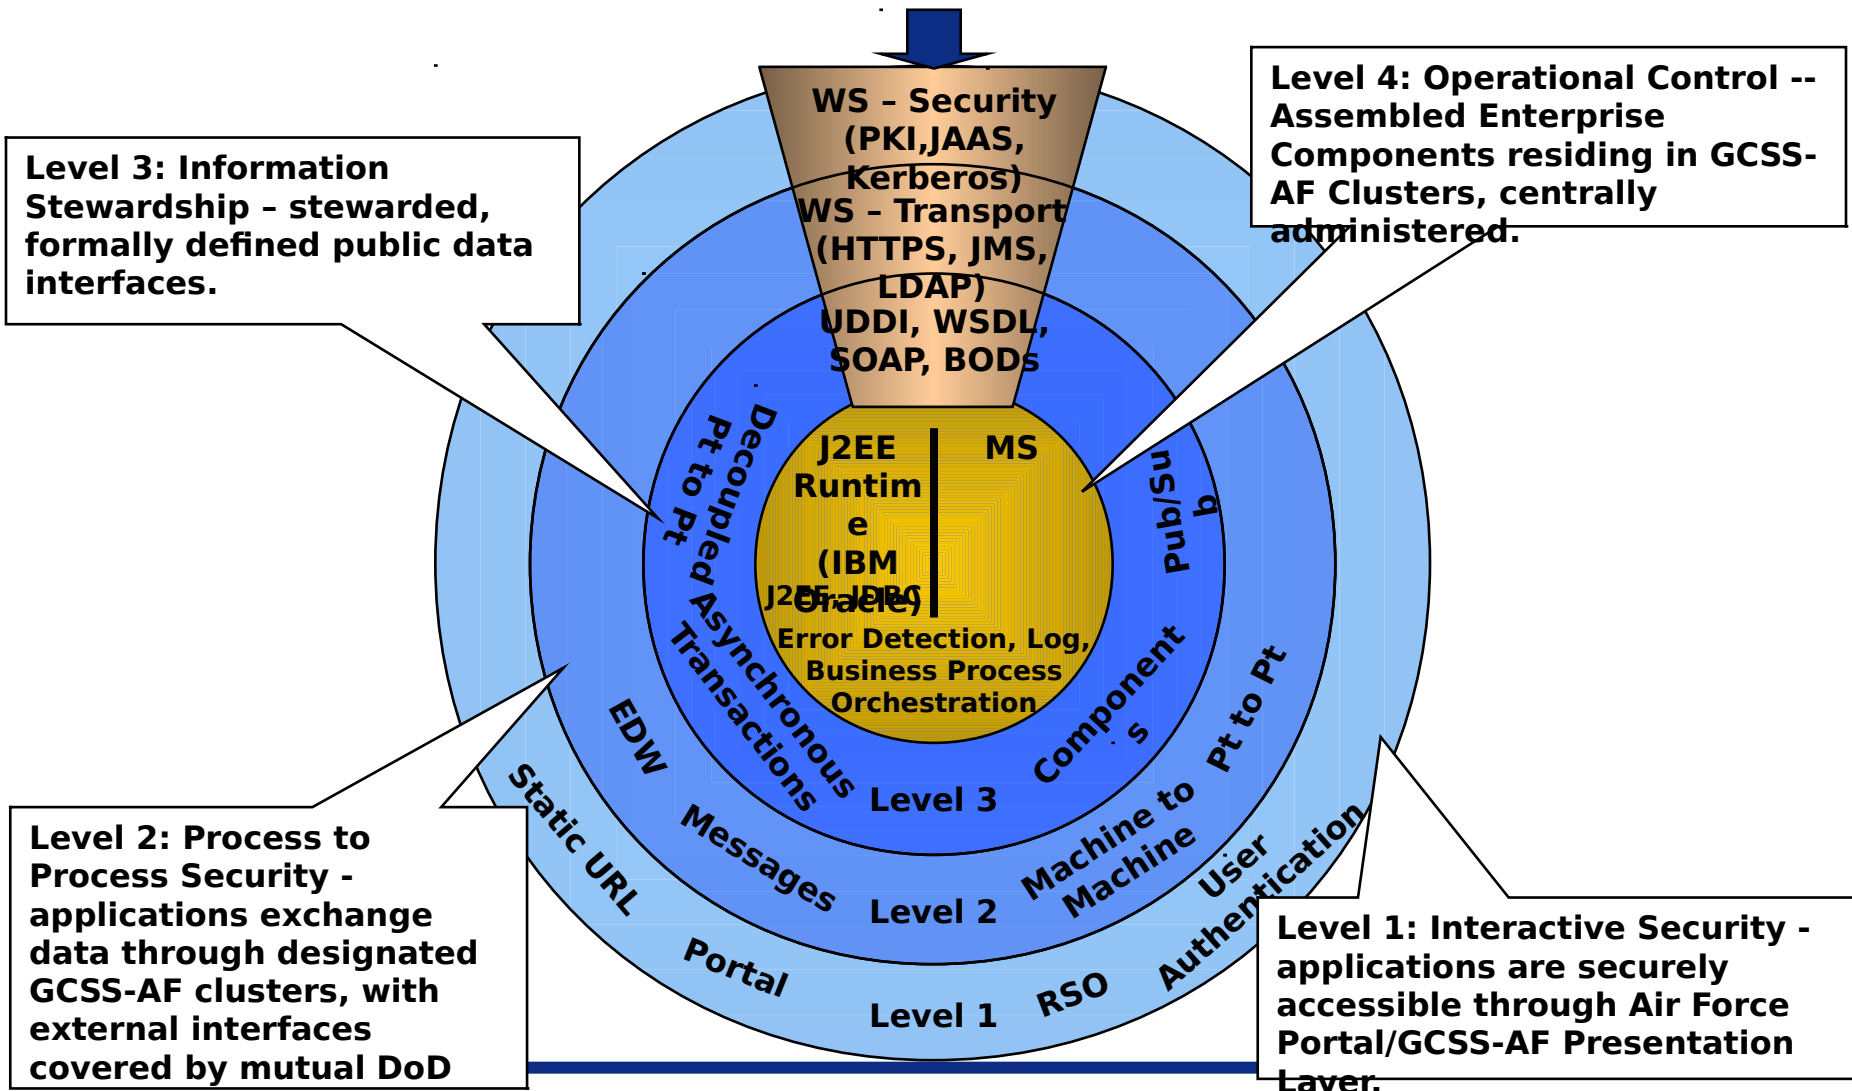 WS – Security
(PKI,JAAS,
Kerberos)
WS – Transport
(HTTPS, JMS,
LDAP)
UDDI, WSDL,
SOAP, BODs
Level 3: Information
Stewardship – stewarded,
formally defined public data
interfaces.
Level 4: Operational Control --
Assembled Enterprise
Components residing in GCSS-
AF Clusters, centrally
administered.
Decoupled
Pt to Pt
J2EE
Runtim
e
(IBM
Oracle)
MS
J2EE, JDBC
Error Detection, Log,
Business Process
Orchestration
Pub/Su
b
Asynchronous
Transactions
Component
s
Level 3
EDW
Messages
Level 2
Machine to
Machine
Pt to Pt
Static URL
Portal
Level 1
RSO
User
Authentication
Level 2: Process to
Process Security -
applications exchange
data through designated
GCSS-AF clusters, with
external interfaces
covered by mutual DoD
Level 1: Interactive Security -
applications are securely
accessible through Air Force
Portal/GCSS-AF Presentation
Layer.